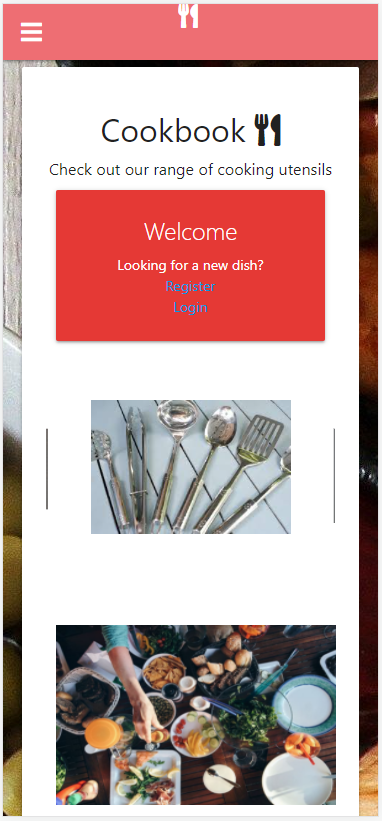 Cookbook
Check out our range of cooking utensils
Welcome
Looking for a new dish?
Register
Login